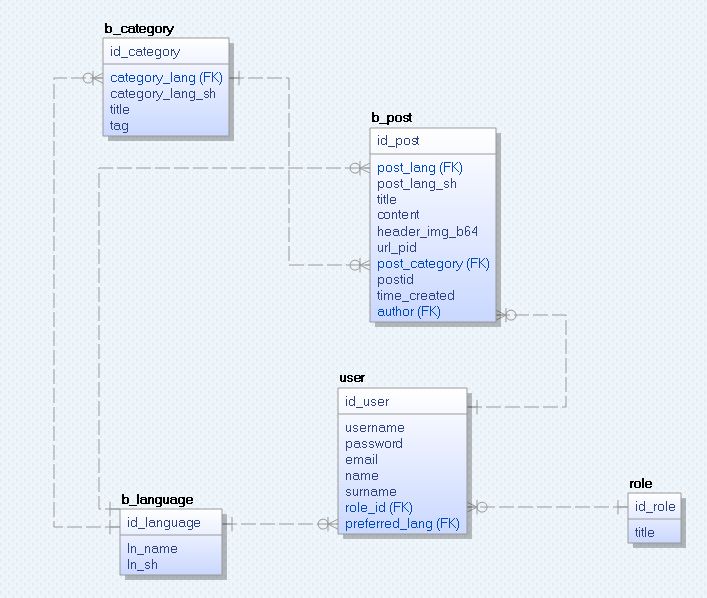 b_category
id_category
category_lang (FK)
category_lang_sh
title
tag
b_post
id_post
post_lang (FK)
post_lang_sh
title
content
header_img_b64
url_pid
post_category (FK)
postid
time_created
author (FK)
user
id_user
username
password
email
name
surname
role_id (FK)
preferred_lang (FK)
b_language
id_language
ln_name
ln_sh
role
id_role
title